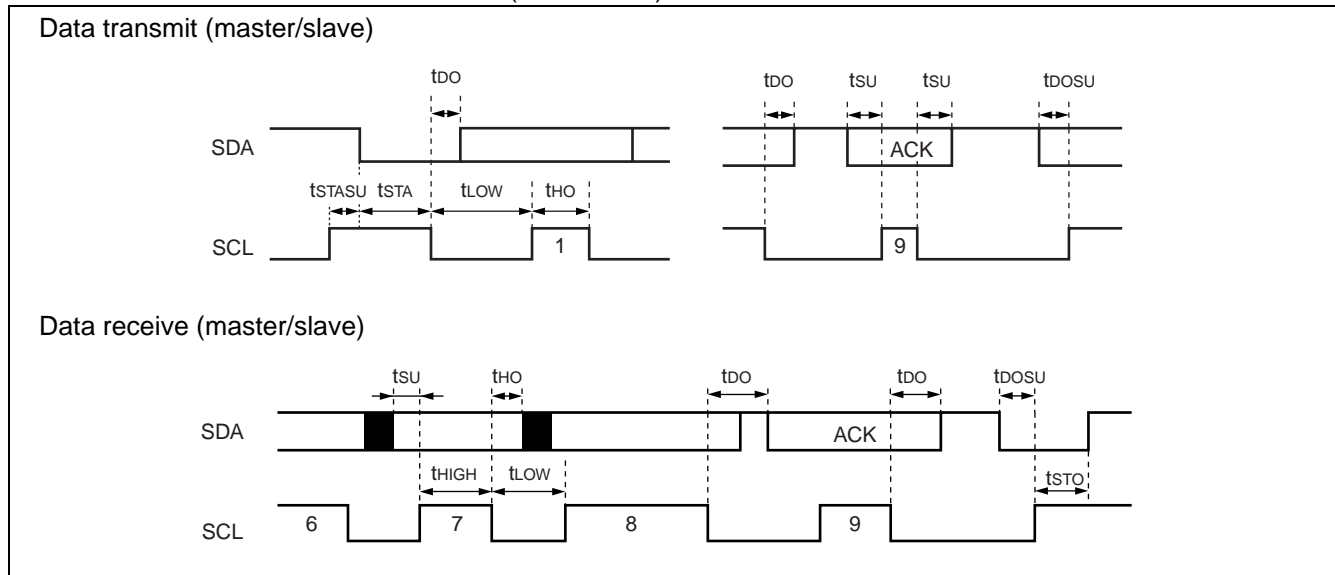 Data transmit (master/slave)
tDO tDO tSU tSU tDOSU
SDA ACK
tSTASU tSTA tLOW tHO
SCL 1 9
Data receive (master/slave)
tSU tHO tDO tDO tDOSU
SDA ACK
tHIGH tLOW tSTO
SCL 6 7 8 9